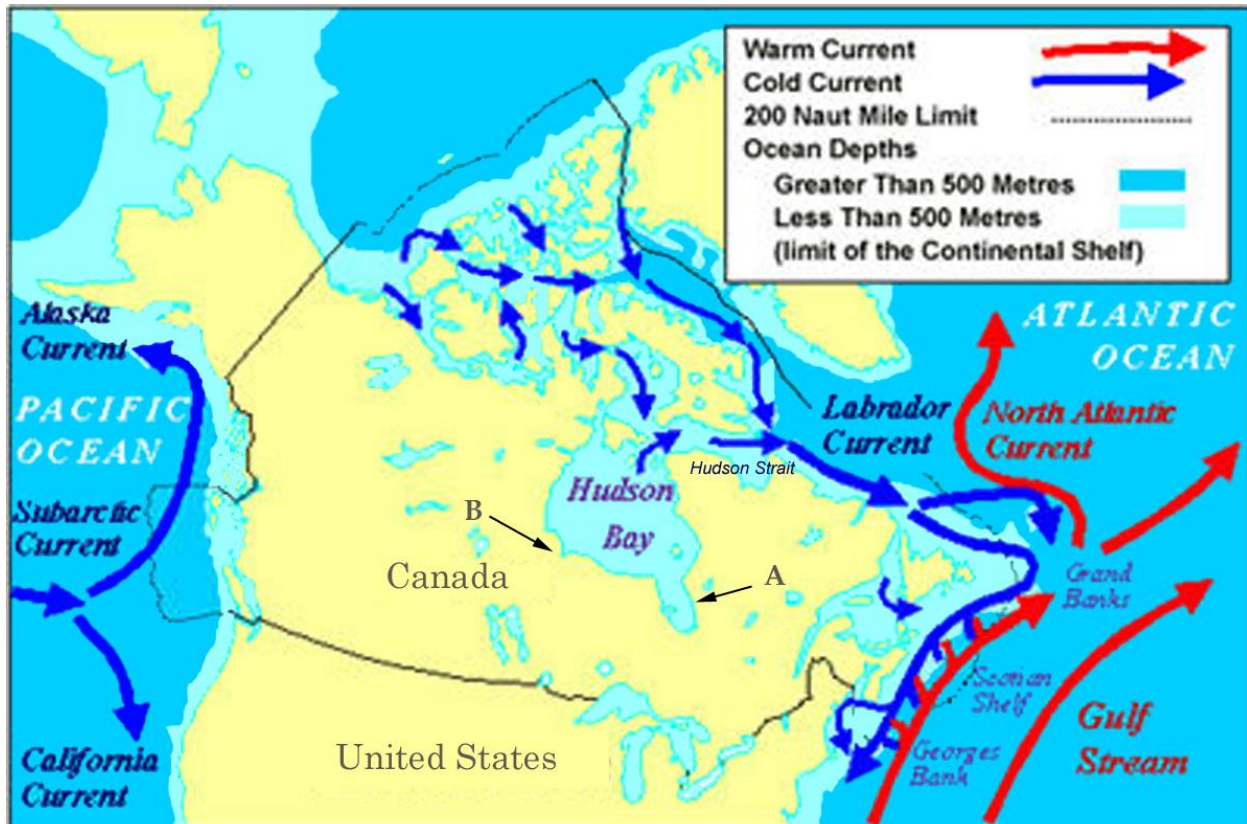 Warm Current
Cold Current
200 Naut Mile Limit
Ocean Depths
Greater Than 500 Metres
Less Than 500 Metres
(limit of the Continental Shelf)
Alaska
Current
PACIFIC
OCEAN
Subarctic
Current
California
Current
ATLANTIC
OCEAN
Labrador
Current
North Atlantic
Current
Hudson Strait
Hudson
Bay
B
A
Canada
United States
Grand
Banks
Scotian
Shelf
Georges
Bank
Gulf
Stream